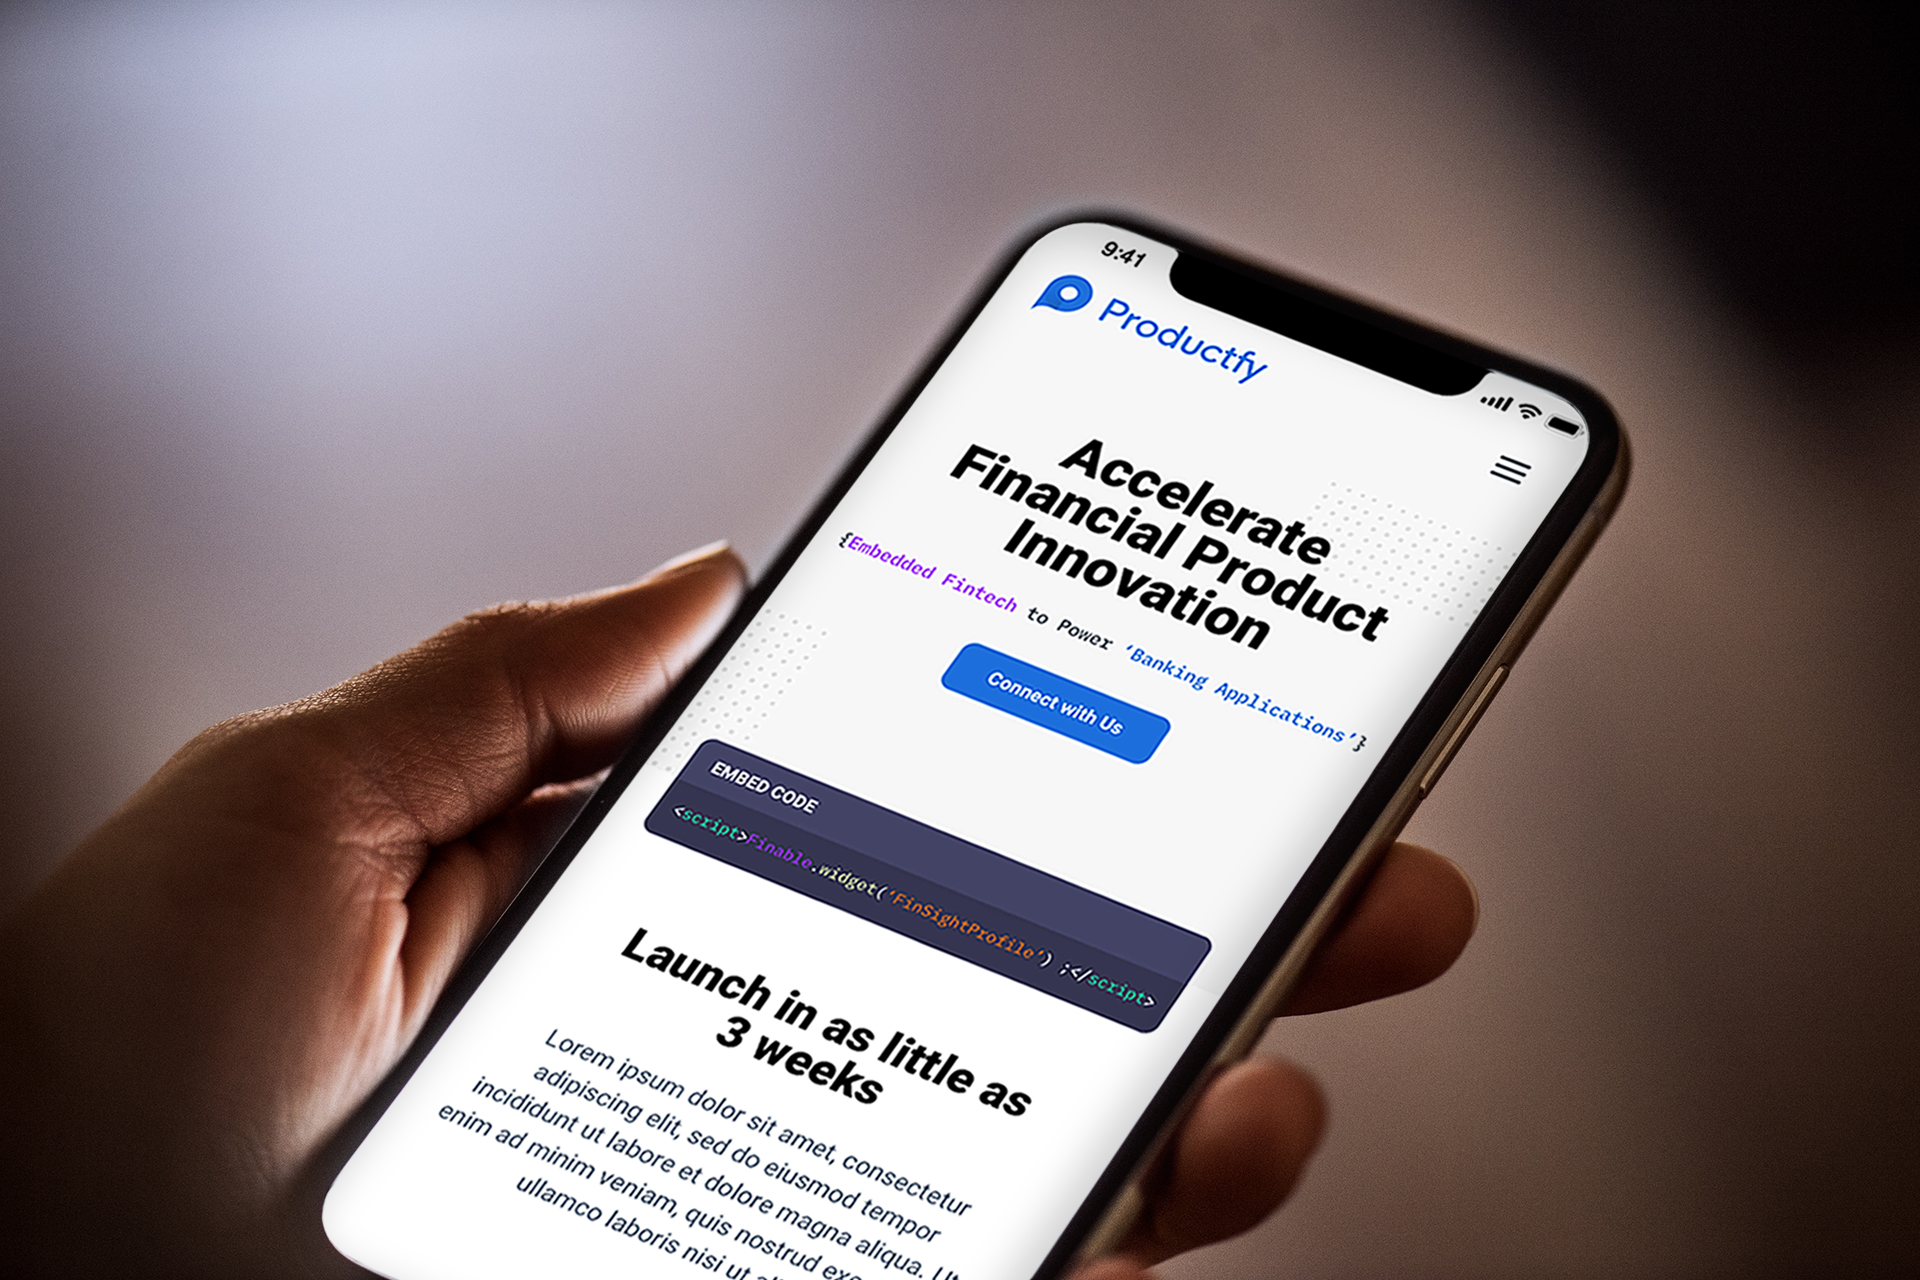 9:41
Productfy
Accelerate
Financial Product
Innovation
{Embedded Fintech to Power ‘Banking Applications’}
Connect with Us
EMBED CODE
<script>Finable.widget(‘FinSightProfile’) ;</script>
Launch in as little as
3 weeks
Lorem ipsum dolor sit amet, consectetur
adipiscing elit, sed do eiusmod tempor
incididunt ut labore et dolore magna aliqua. Ut
enim ad minim veniam, quis nostrud
ullamco laboris nisi ut